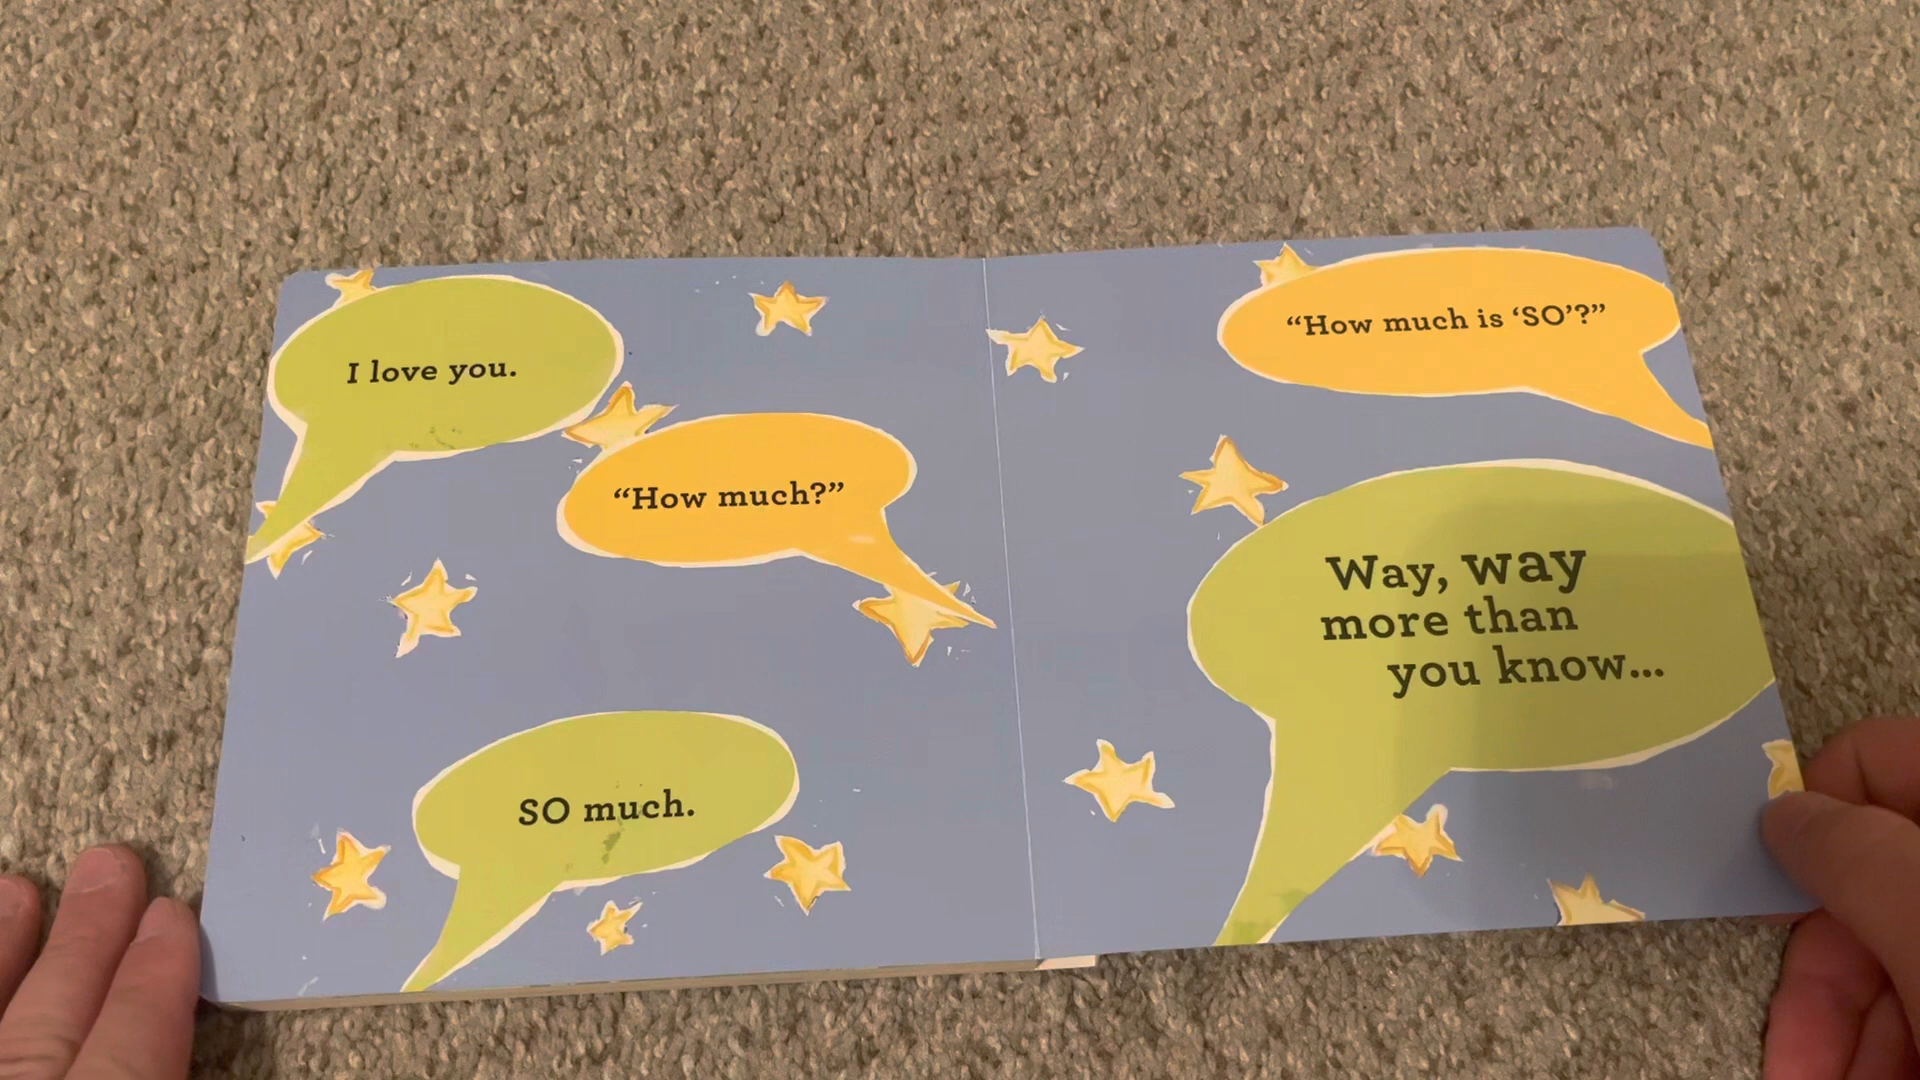 I love you.
“How much?”
SO much.
“How much is ‘SO’?”
Way, way
more than
you know...